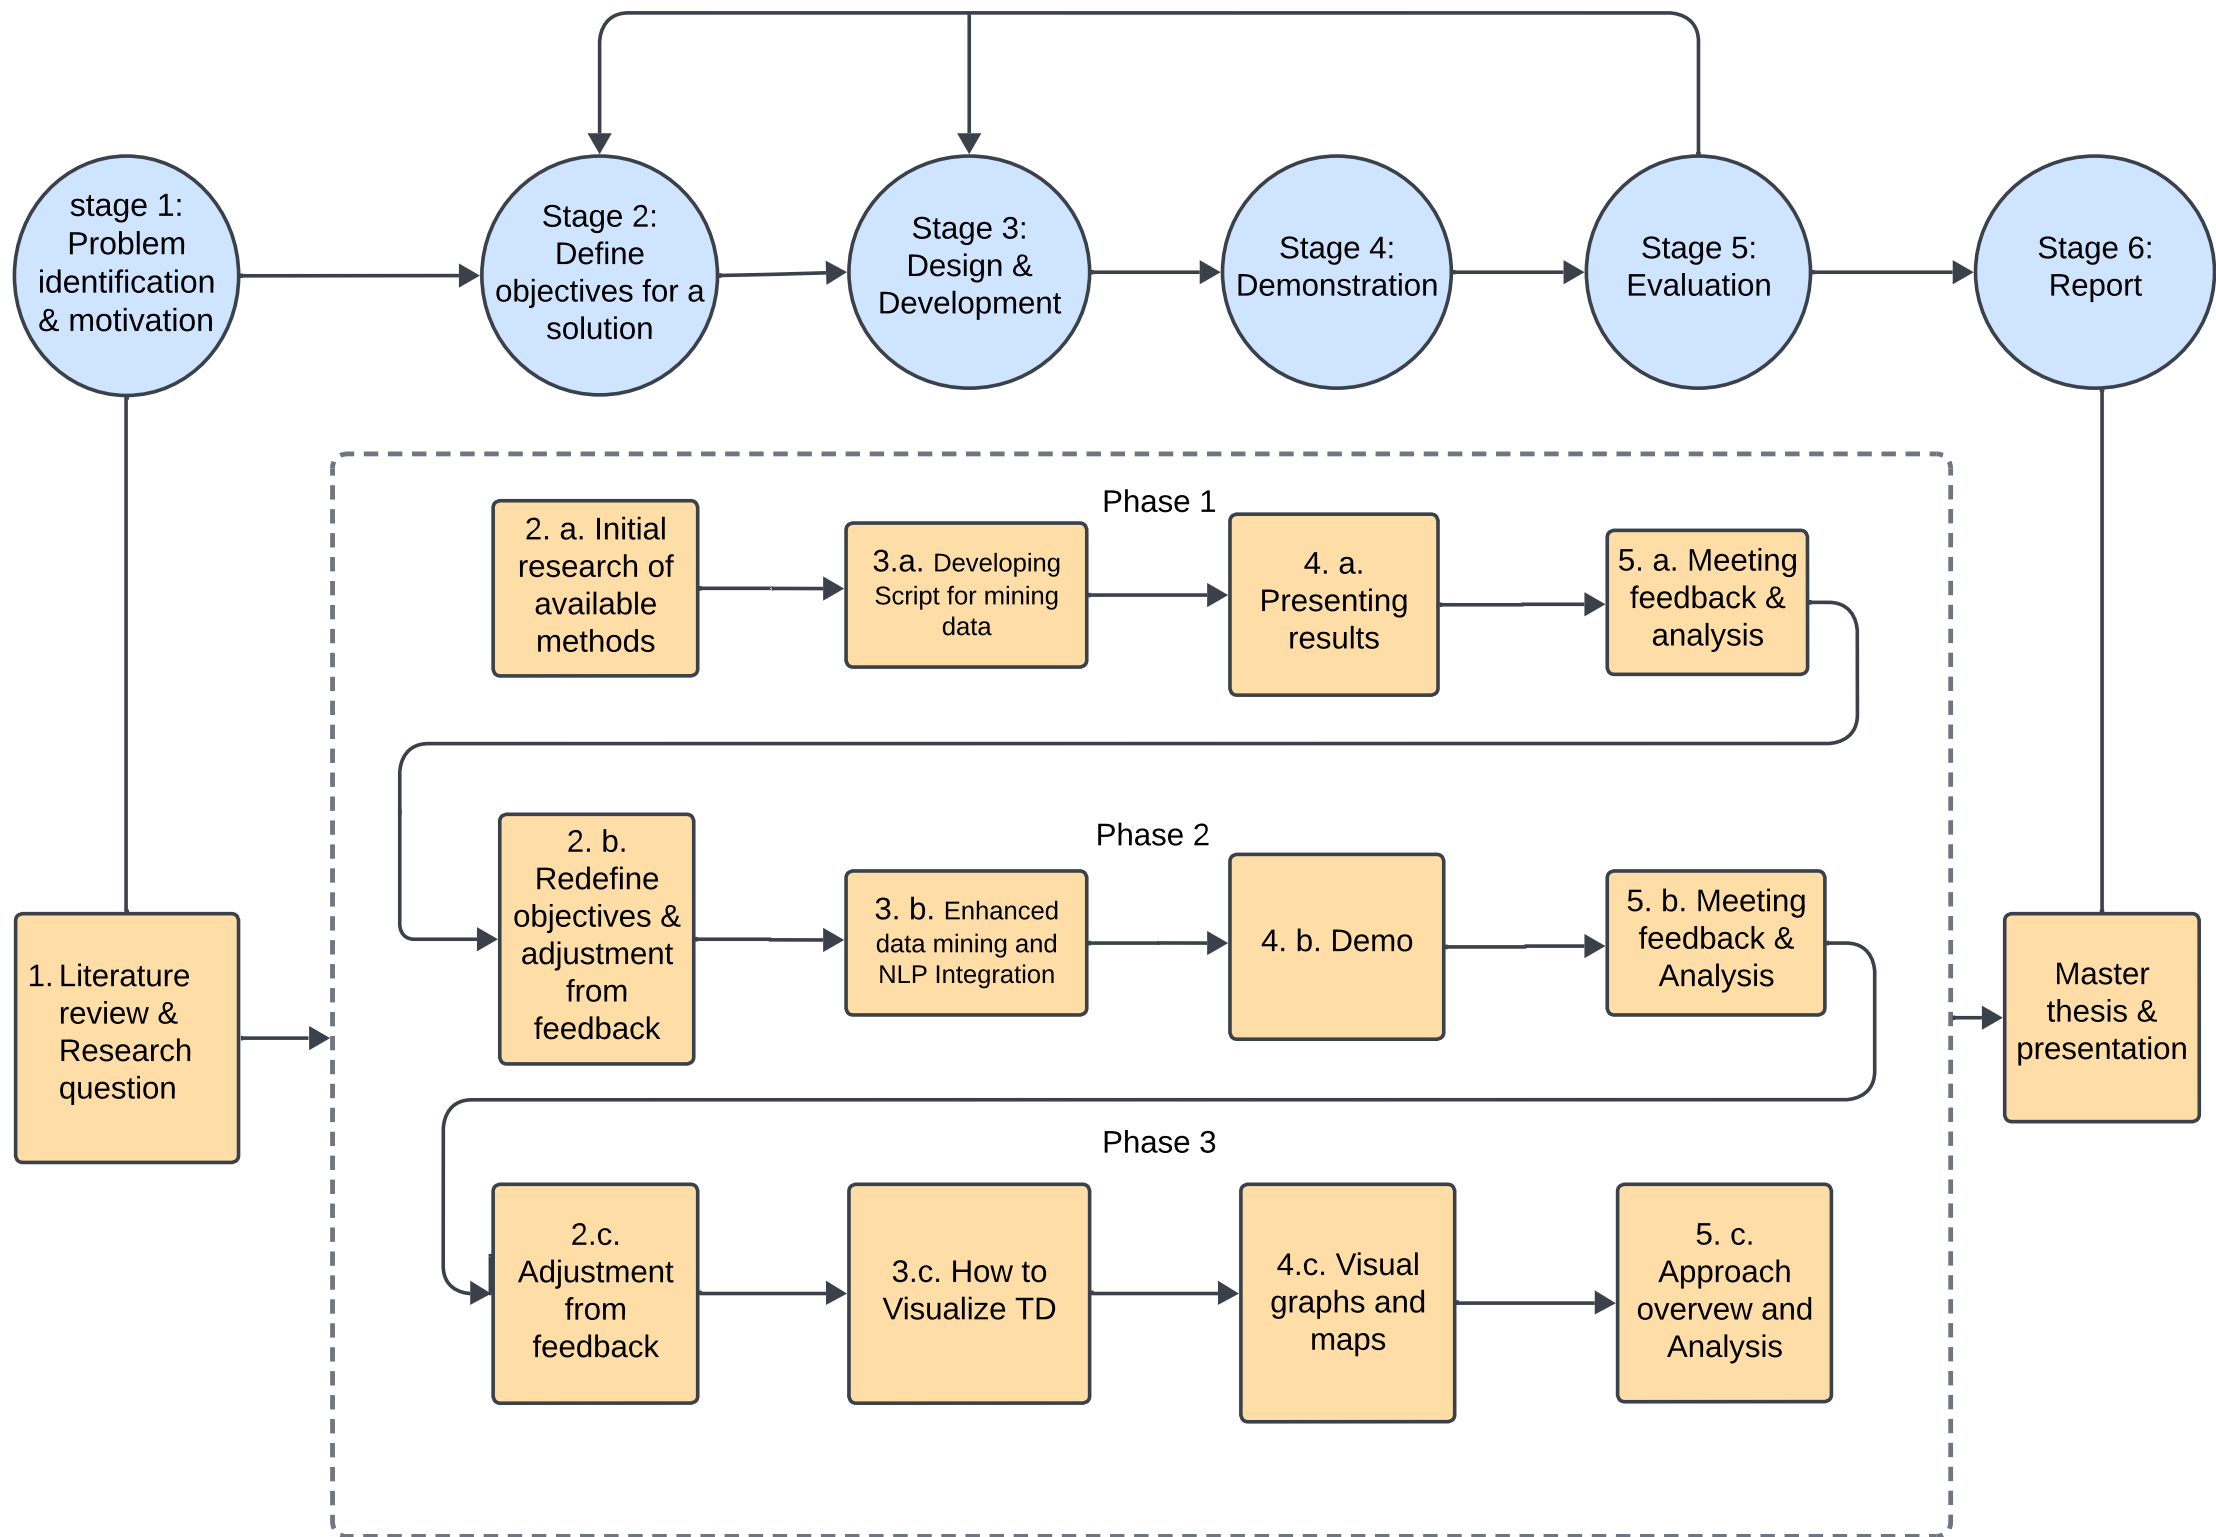 stage 1:
Problem
identification
& motivation
Stage 2:
Define
objectives for a
solution
Stage 3:
Design &
Development
Stage 4:
Demonstration
Stage 5:
Evaluation
Stage 6:
Report
Phase 1
2. a. Initial
research of
available
methods
3.a. Developing
Script for mining
data
4. a.
Presenting
results
5. a. Meeting
feedback &
analysis
Phase 2
2. b.
Redefine
objectives &
adjustment
from
feedback
3. b. Enhanced
data mining and
NLP Integration
4. b. Demo
5. b. Meeting
feedback &
Analysis
1. Literature
review &
Research
question
Master
thesis &
presentation
Phase 3
2.c.
Adjustment
from
feedback
3.c. How to
Visualize TD
4.c. Visual
graphs and
maps
5. c.
Approach
overvew and
Analysis